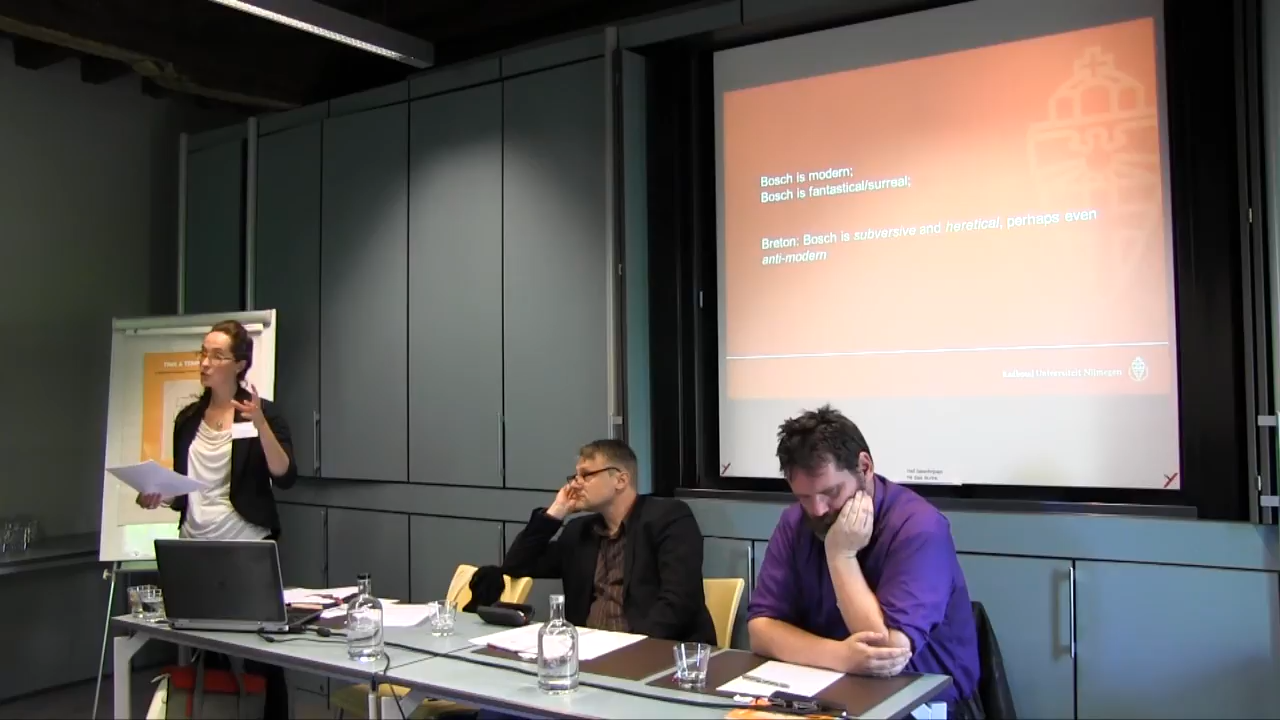 Bosch is modern;
Bosch is fantastical/surreal;
Breton: Bosch is subversive and heretical, perhaps even
anti-modern
Radboud Universiteit Nijmegen